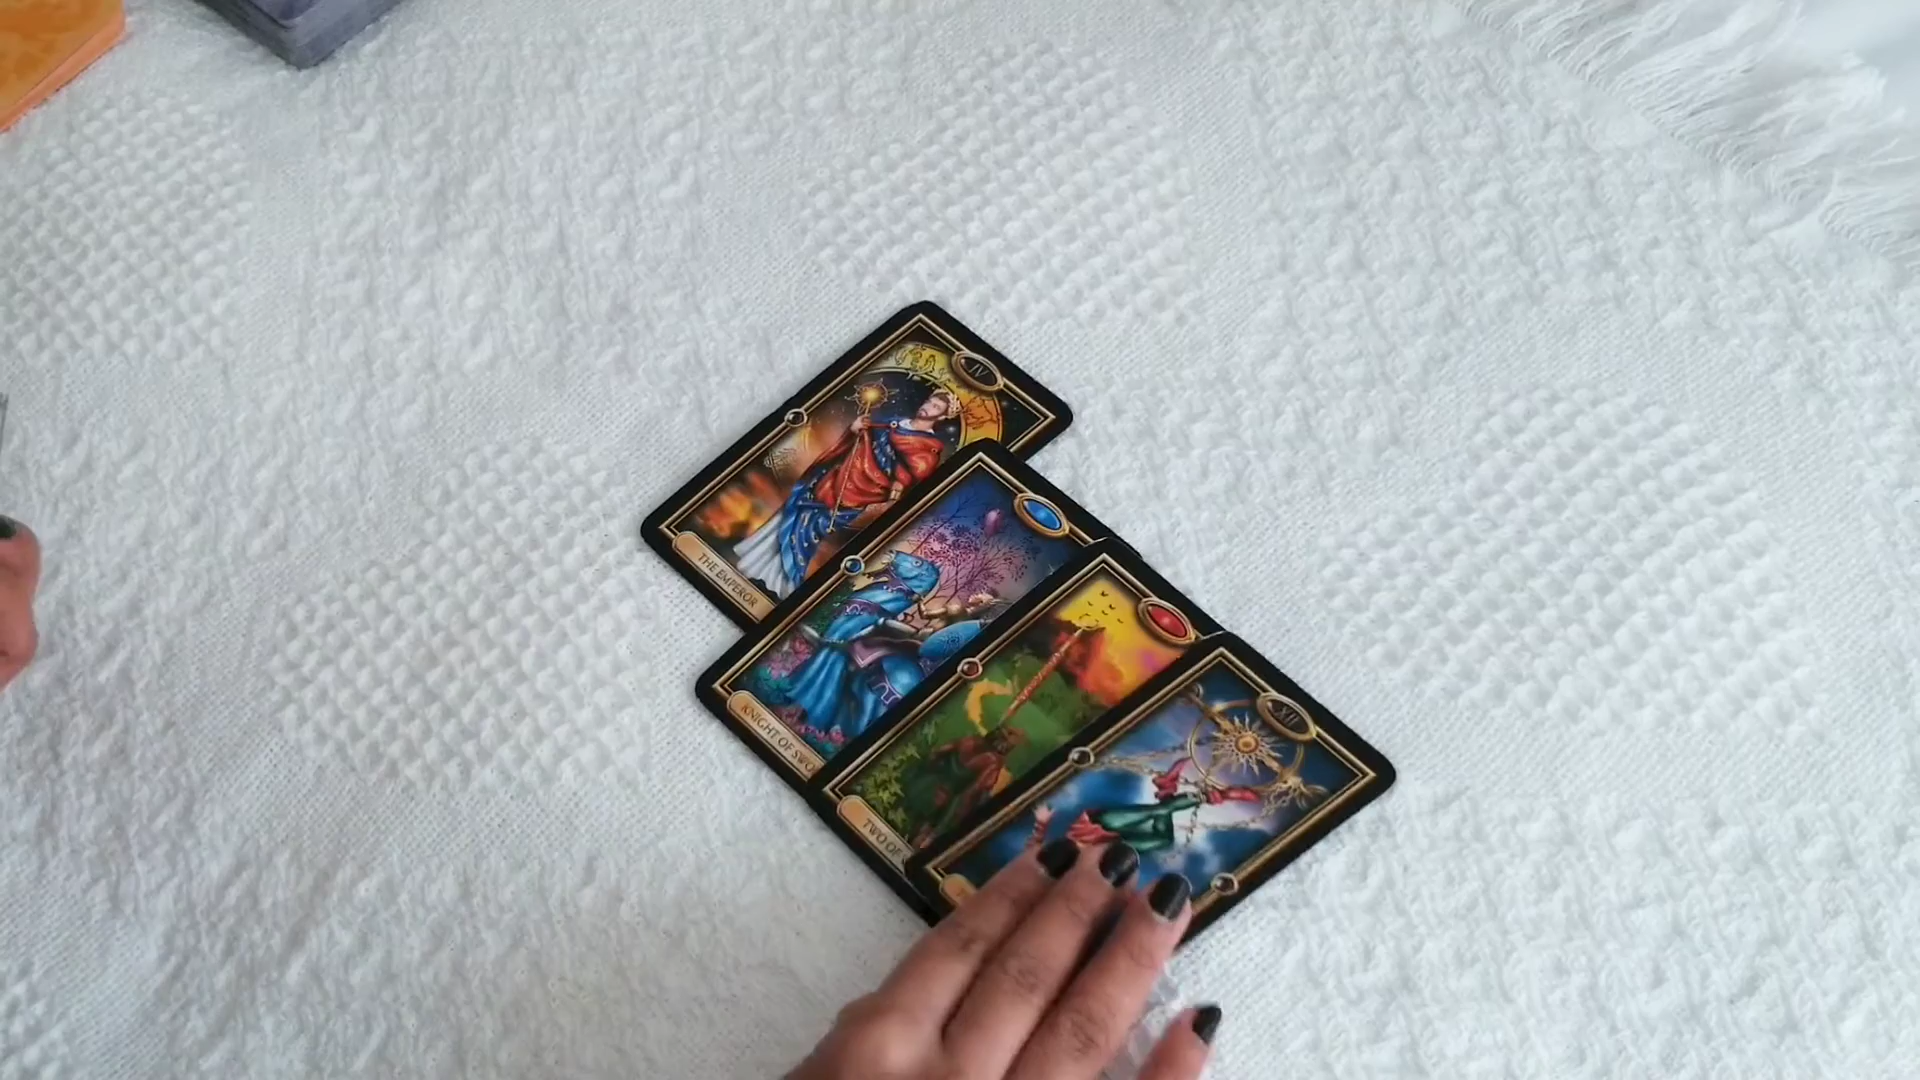 IV
THE EMPEROR
KNIGHT OF SWO
TWO OF
XII